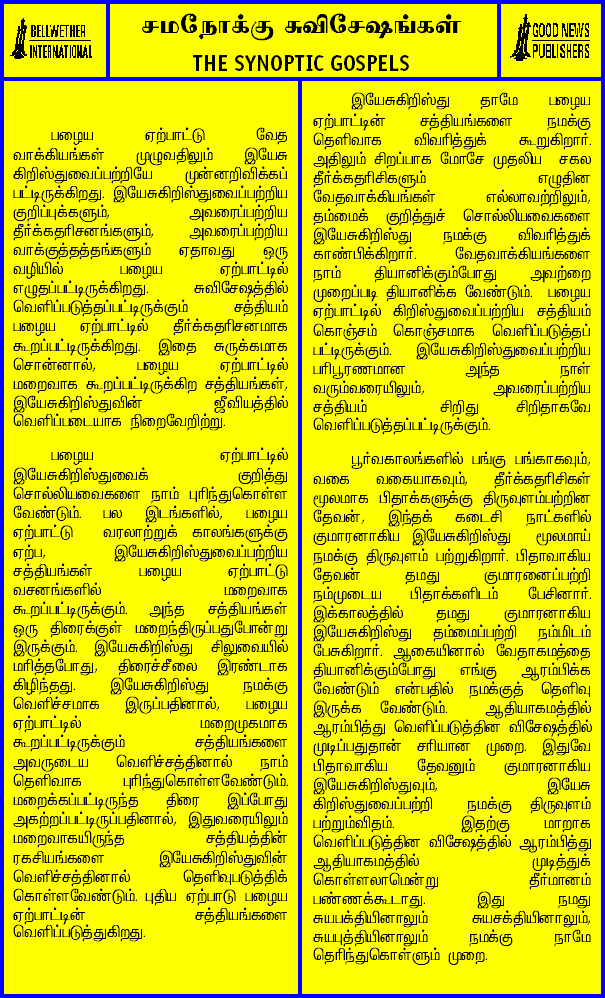 BELLWETHER
INTERNATIONAL
சமநோக்கு சுவிசேஷங்கள்
THE SYNOPTIC GOSPELS
GOOD NEWS
PUBLISHERS
பழைய ஏற்பாட்டு வேத
வாக்கியங்கள் முழுவதிலும் இயேசு
கிறிஸ்துவைப்பற்றியே முன்னறிவிக்கப்
பட்டிருக்கிறது. இயேசுகிறிஸ்துவைப்பற்றிய
குறிப்புக்களும், அவரைப்பற்றிய
தீர்க்கதரிசனங்களும், அவரைப்பற்றிய
வாக்குத்தத்தங்களும் ஏதாவது ஒரு
வழியில் பழைய ஏற்பாட்டில்
எழுதப்பட்டிருக்கிறது. சுவிசேஷத்தில்
வெளிப்படுத்தப்பட்டிருக்கும் சத்தியம்
பழைய ஏற்பாட்டில் தீர்க்கதரிசனமாக
கூறப்பட்டிருக்கிறது. இதை சுருக்கமாக
சொன்னால், பழைய ஏற்பாட்டில்
மறைவாக கூறப்பட்டிருக்கிற சத்தியங்கள்,
இயேசுகிறிஸ்துவின் ஜீவியத்தில்
வெளிப்படையாக நிறைவேறிற்று.
பழைய ஏற்பாட்டில்
இயேசுகிறிஸ்துவைக் குறித்து
சொல்லியவைகளை நாம் புரிந்துகொள்ள
வேண்டும். பல இடங்களில், பழைய
ஏற்பாட்டு வரலாற்றுக் காலங்களுக்கு
ஏற்ப, இயேசுகிறிஸ்துவைப்பற்றிய
சத்தியங்கள் பழைய ஏற்பாட்டு
வசனங்களில் மறைவாக
கூறப்பட்டிருக்கும். அந்த சத்தியங்கள்
ஒரு திரைக்குள் மறைந்திருப்பதுபோன்று
இருக்கும். இயேசுகிறிஸ்து சிலுவையில்
மரித்தபோது, திரைச்சீலை இரண்டாக
கிழிந்தது. இயேசுகிறிஸ்து நமக்கு
வெளிச்சமாக இருப்பதினால், பழைய
ஏற்பாட்டில் மறைமுகமாக
கூறப்பட்டிருக்கும் சத்தியங்களை
அவருடைய வெளிச்சத்தினால் நாம்
தெளிவாக புரிந்துகொள்ளவேண்டும்.
மறைக்கப்பட்டிருந்த திரை இப்போது
அகற்றப்பட்டிருப்பதினால், இதுவரையிலும்
மறைவாகயிருந்த சத்தியத்தின்
ரகசியங்களை இயேசுகிறிஸ்துவின்
வெளிச்சத்தினால் தெளிவுபடுத்திக்
கொள்ளவேண்டும். புதிய ஏற்பாடு பழைய
ஏற்பாட்டின் சத்தியங்களை
வெளிப்படுத்துகிறது.
இயேசுகிறிஸ்து தாமே பழைய
ஏற்பாட்டின் சத்தியங்களை நமக்கு
தெளிவாக விவரித்துக் கூறுகிறார்.
அதிலும் சிறப்பாக மோசே முதலிய சகல
தீர்க்கதரிசிகளும் எழுதின
வேதவாக்கியங்கள் எல்லாவற்றிலும்,
தம்மைக் குறித்துச் சொல்லியவைகளை
இயேசுகிறிஸ்து நமக்கு விவரித்துக்
காண்பிக்கிறார். வேதவாக்கியங்களை
நாம் தியானிக்கும்போது அவற்றை
முறைப்படி தியானிக்க வேண்டும். பழைய
ஏற்பாட்டில் கிறிஸ்துவைப்பற்றிய சத்தியம்
கொஞ்சம் கொஞ்சமாக வெளிப்படுத்தப்
பட்டிருக்கும். இயேசுகிறிஸ்துவைப்பற்றிய
பரிபூரணமான அந்த நாள்
வரும்வரையிலும், அவரைப்பற்றிய
சத்தியம் சிறிது சிறிதாகவே
வெளிப்படுத்தப்பட்டிருக்கும்.
பூர்வகாலங்களில் பங்கு பங்காகவும்,
வகை வகையாகவும், தீர்க்கதரிசிகள்
மூலமாக பிதாக்களுக்கு திருவுளம்பற்றின
தேவன், இந்தக் கடைசி நாட்களில்
குமாரனாகிய இயேசுகிறிஸ்து மூலமாய்
நமக்கு திருவுளம் பற்றுகிறார். பிதாவாகிய
தேவன் தமது குமாரனைப்பற்றி
நம்முடைய பிதாக்களிடம் பேசினார்.
இக்காலத்தில் தமது குமாரனாகிய
இயேசுகிறிஸ்து தம்மைப்பற்றி நம்மிடம்
பேசுகிறார். ஆகையினால் வேதாகமத்தை
தியானிக்கும்போது எங்கு ஆரம்பிக்க
வேண்டும் என்பதில் நமக்குத் தெளிவு
இருக்க வேண்டும். ஆதியாகமத்தில்
ஆரம்பித்து வெளிப்படுத்தின விசேஷத்தில்
முடிப்பதுதான் சரியான முறை. இதுவே
பிதாவாகிய தேவனும் குமாரனாகிய
இயேசுகிறிஸ்துவும், இயேசு
கிறிஸ்துவைப்பற்றி நமக்கு திருவுளம்
பற்றும்விதம். இதற்கு மாறாக
வெளிப்படுத்தின விசேஷத்தில் ஆரம்பித்து
ஆதியாகமத்தில் முடித்துக்
கொள்ளலாமென்று தீர்மானம்
பண்ணக்கூடாது. இது நமது
சுயபக்தியினாலும் சுயசக்தியினாலும்,
சுயபுத்தியினாலும் நமக்கு நாமே
தெரிந்துகொள்ளும் முறை.